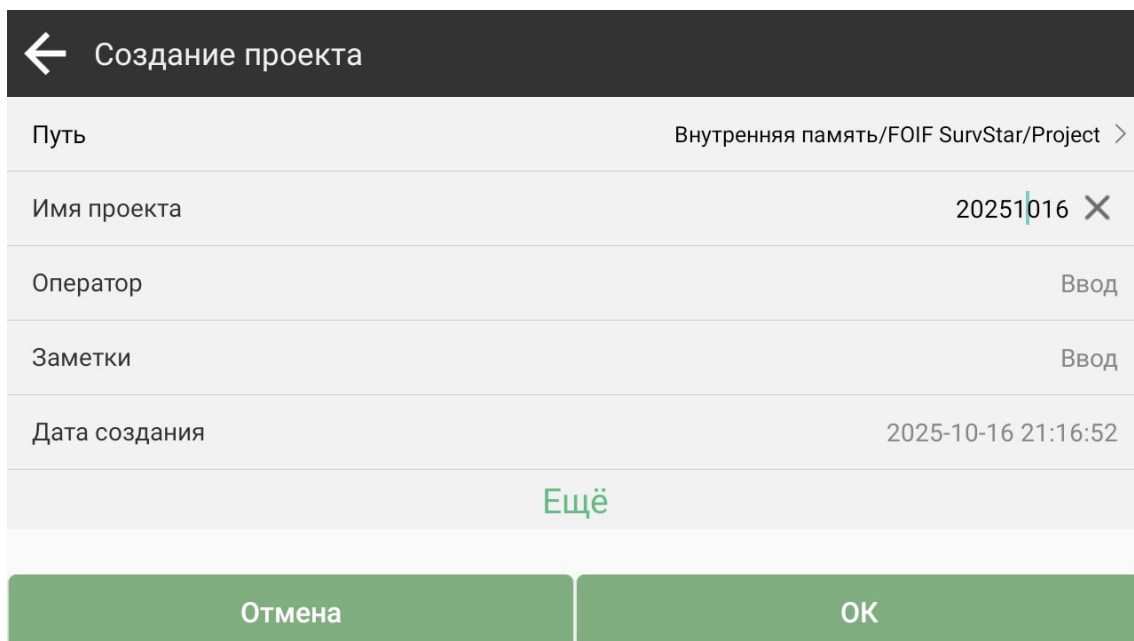 Создание проекта
Путь Внутренняя память/FOIF SurvStar/Project
Имя проекта 20251016
Оператор Ввод
Заметки Ввод
Дата создания 2025-10-16 21:16:52
Ещё
Отмена OK